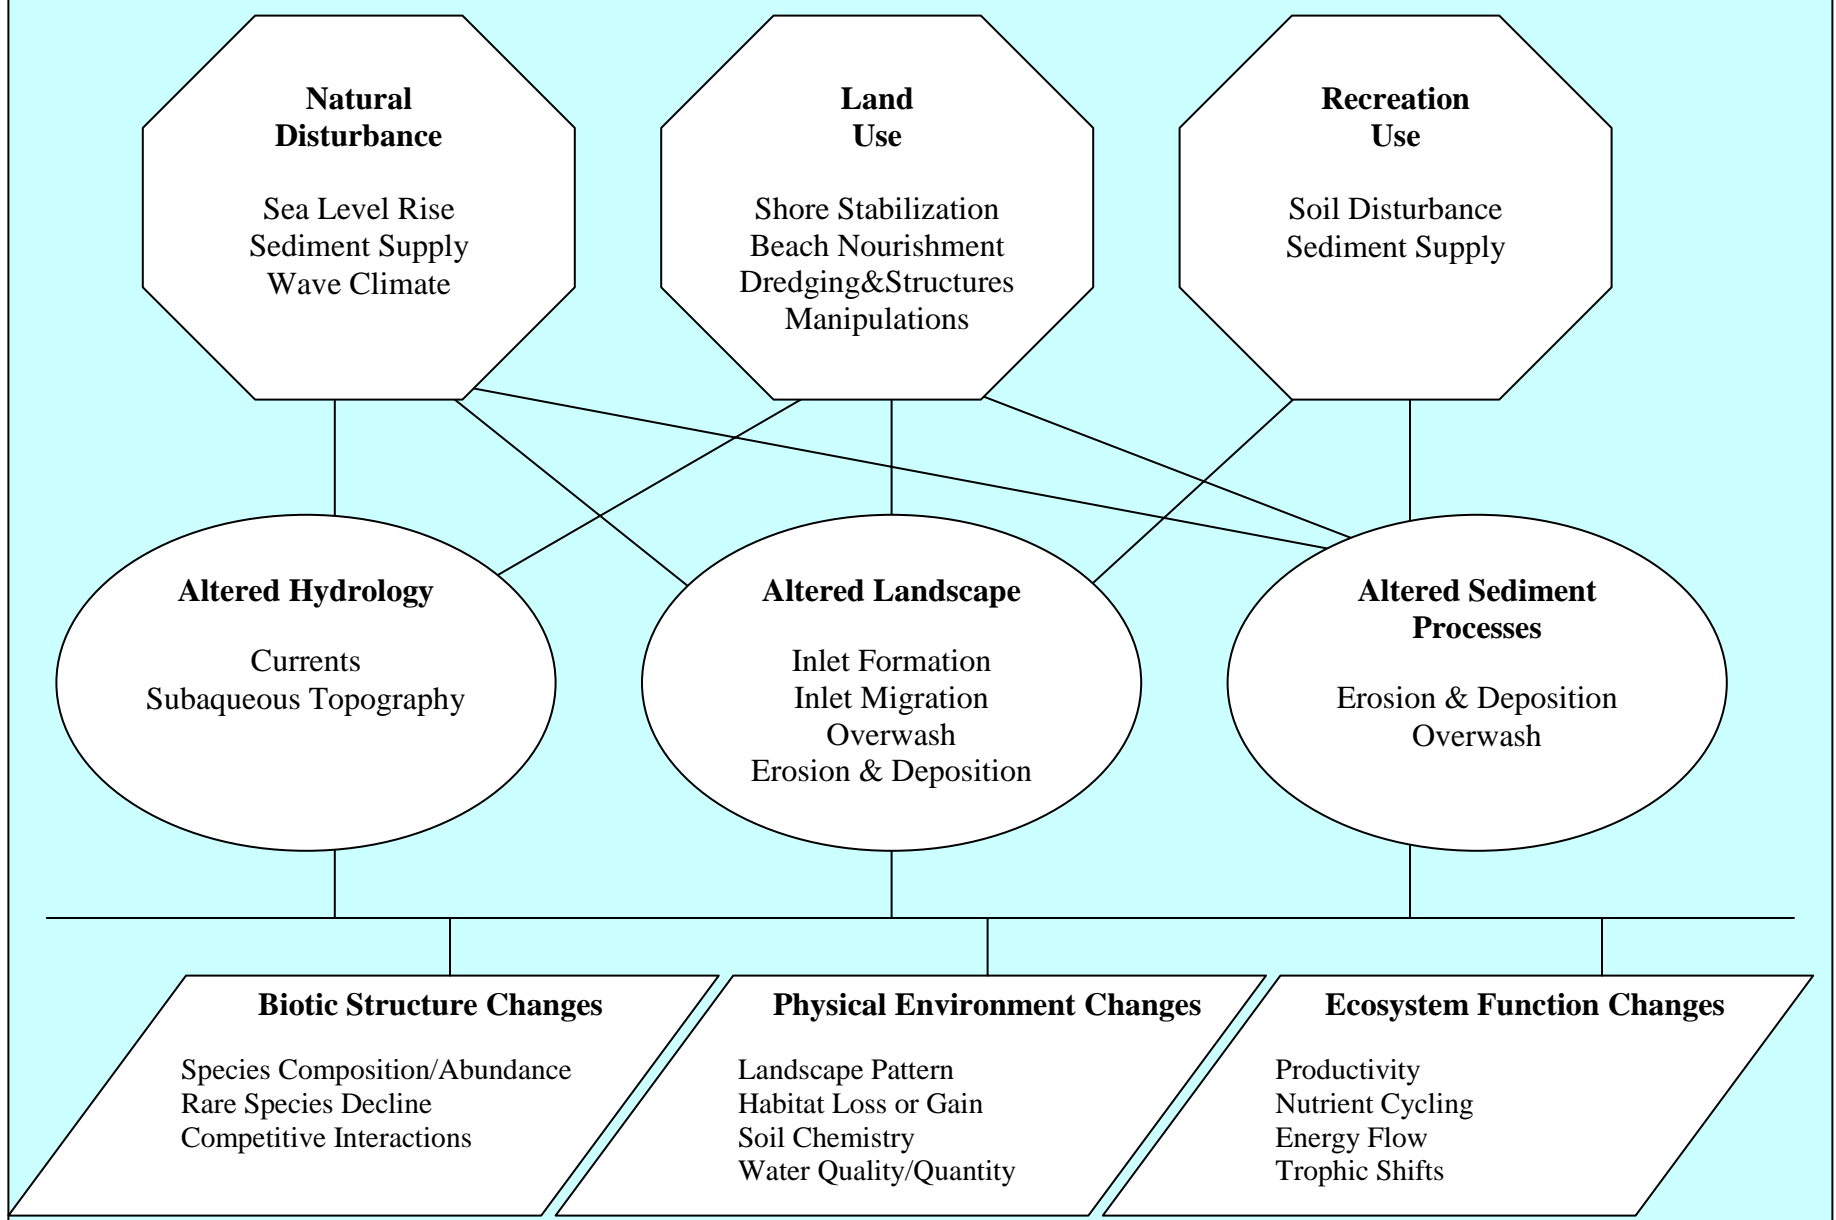 Natural
Disturbance
Sea Level Rise
Sediment Supply
Wave Climate
Land
Use
Shore Stabilization
Beach Nourishment
Dredging&Structures
Manipulations
Recreation
Use
Soil Disturbance
Sediment Supply
Altered Hydrology
Currents
Subaqueous Topography
Altered Landscape
Inlet Formation
Inlet Migration
Overwash
Erosion & Deposition
Altered Sediment
Processes
Erosion & Deposition
Overwash
Biotic Structure Changes
Species Composition/Abundance
Rare Species Decline
Competitive Interactions
Physical Environment Changes
Landscape Pattern
Habitat Loss or Gain
Soil Chemistry
Water Quality/Quantity
Ecosystem Function Changes
Productivity
Nutrient Cycling
Energy Flow
Trophic Shifts